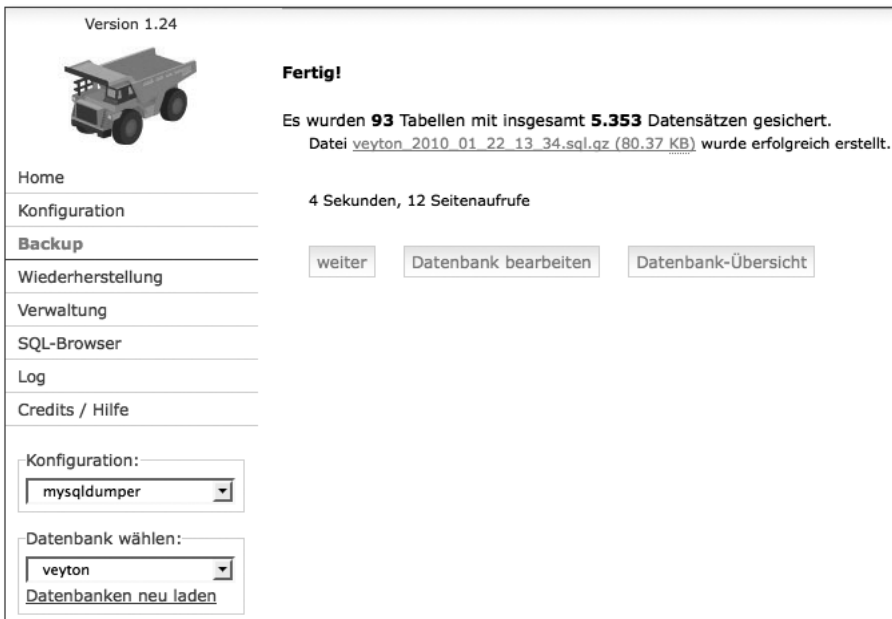 Version 1.24
Home
Konfiguration
Backup
Wiederherstellung
Verwaltung
SQL-Browser
Log
Credits / Hilfe
Konfiguration:
mysqldumper
Datenbank wählen:
veyton
Datenbanken neu laden
Fertig!
Es wurden 93 Tabellen mit insgesamt 5.353 Datensätzen gesichert.
Datei veyton_2010_01_22_13_34.sql.gz (80.37 KB) wurde erfolgreich erstellt.
4 Sekunden, 12 Seitenaufrufe
weiter Datenbank bearbeiten Datenbank-Übersicht